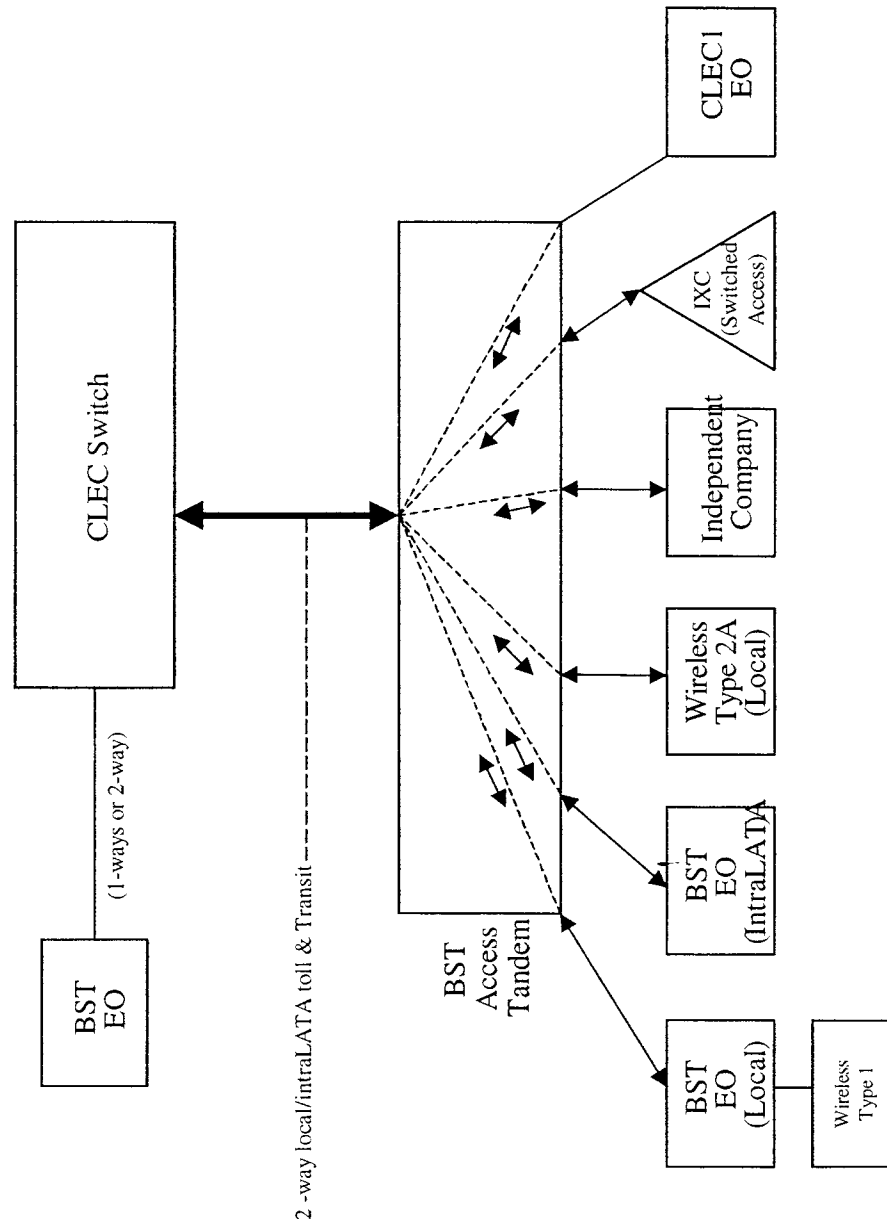 CLEC Switch
BST
EO
(1-ways or 2-way)
2 -way local/intraLATA toll & Transit
BST
Access
Tandem
CLEC1
EO
IXC
(Switched
Access)
Independent
Company
Wireless
Type 2A
(Local)
BST
EO
(IntraLATA)
BST
EO
(Local)
Wireless
Type 1